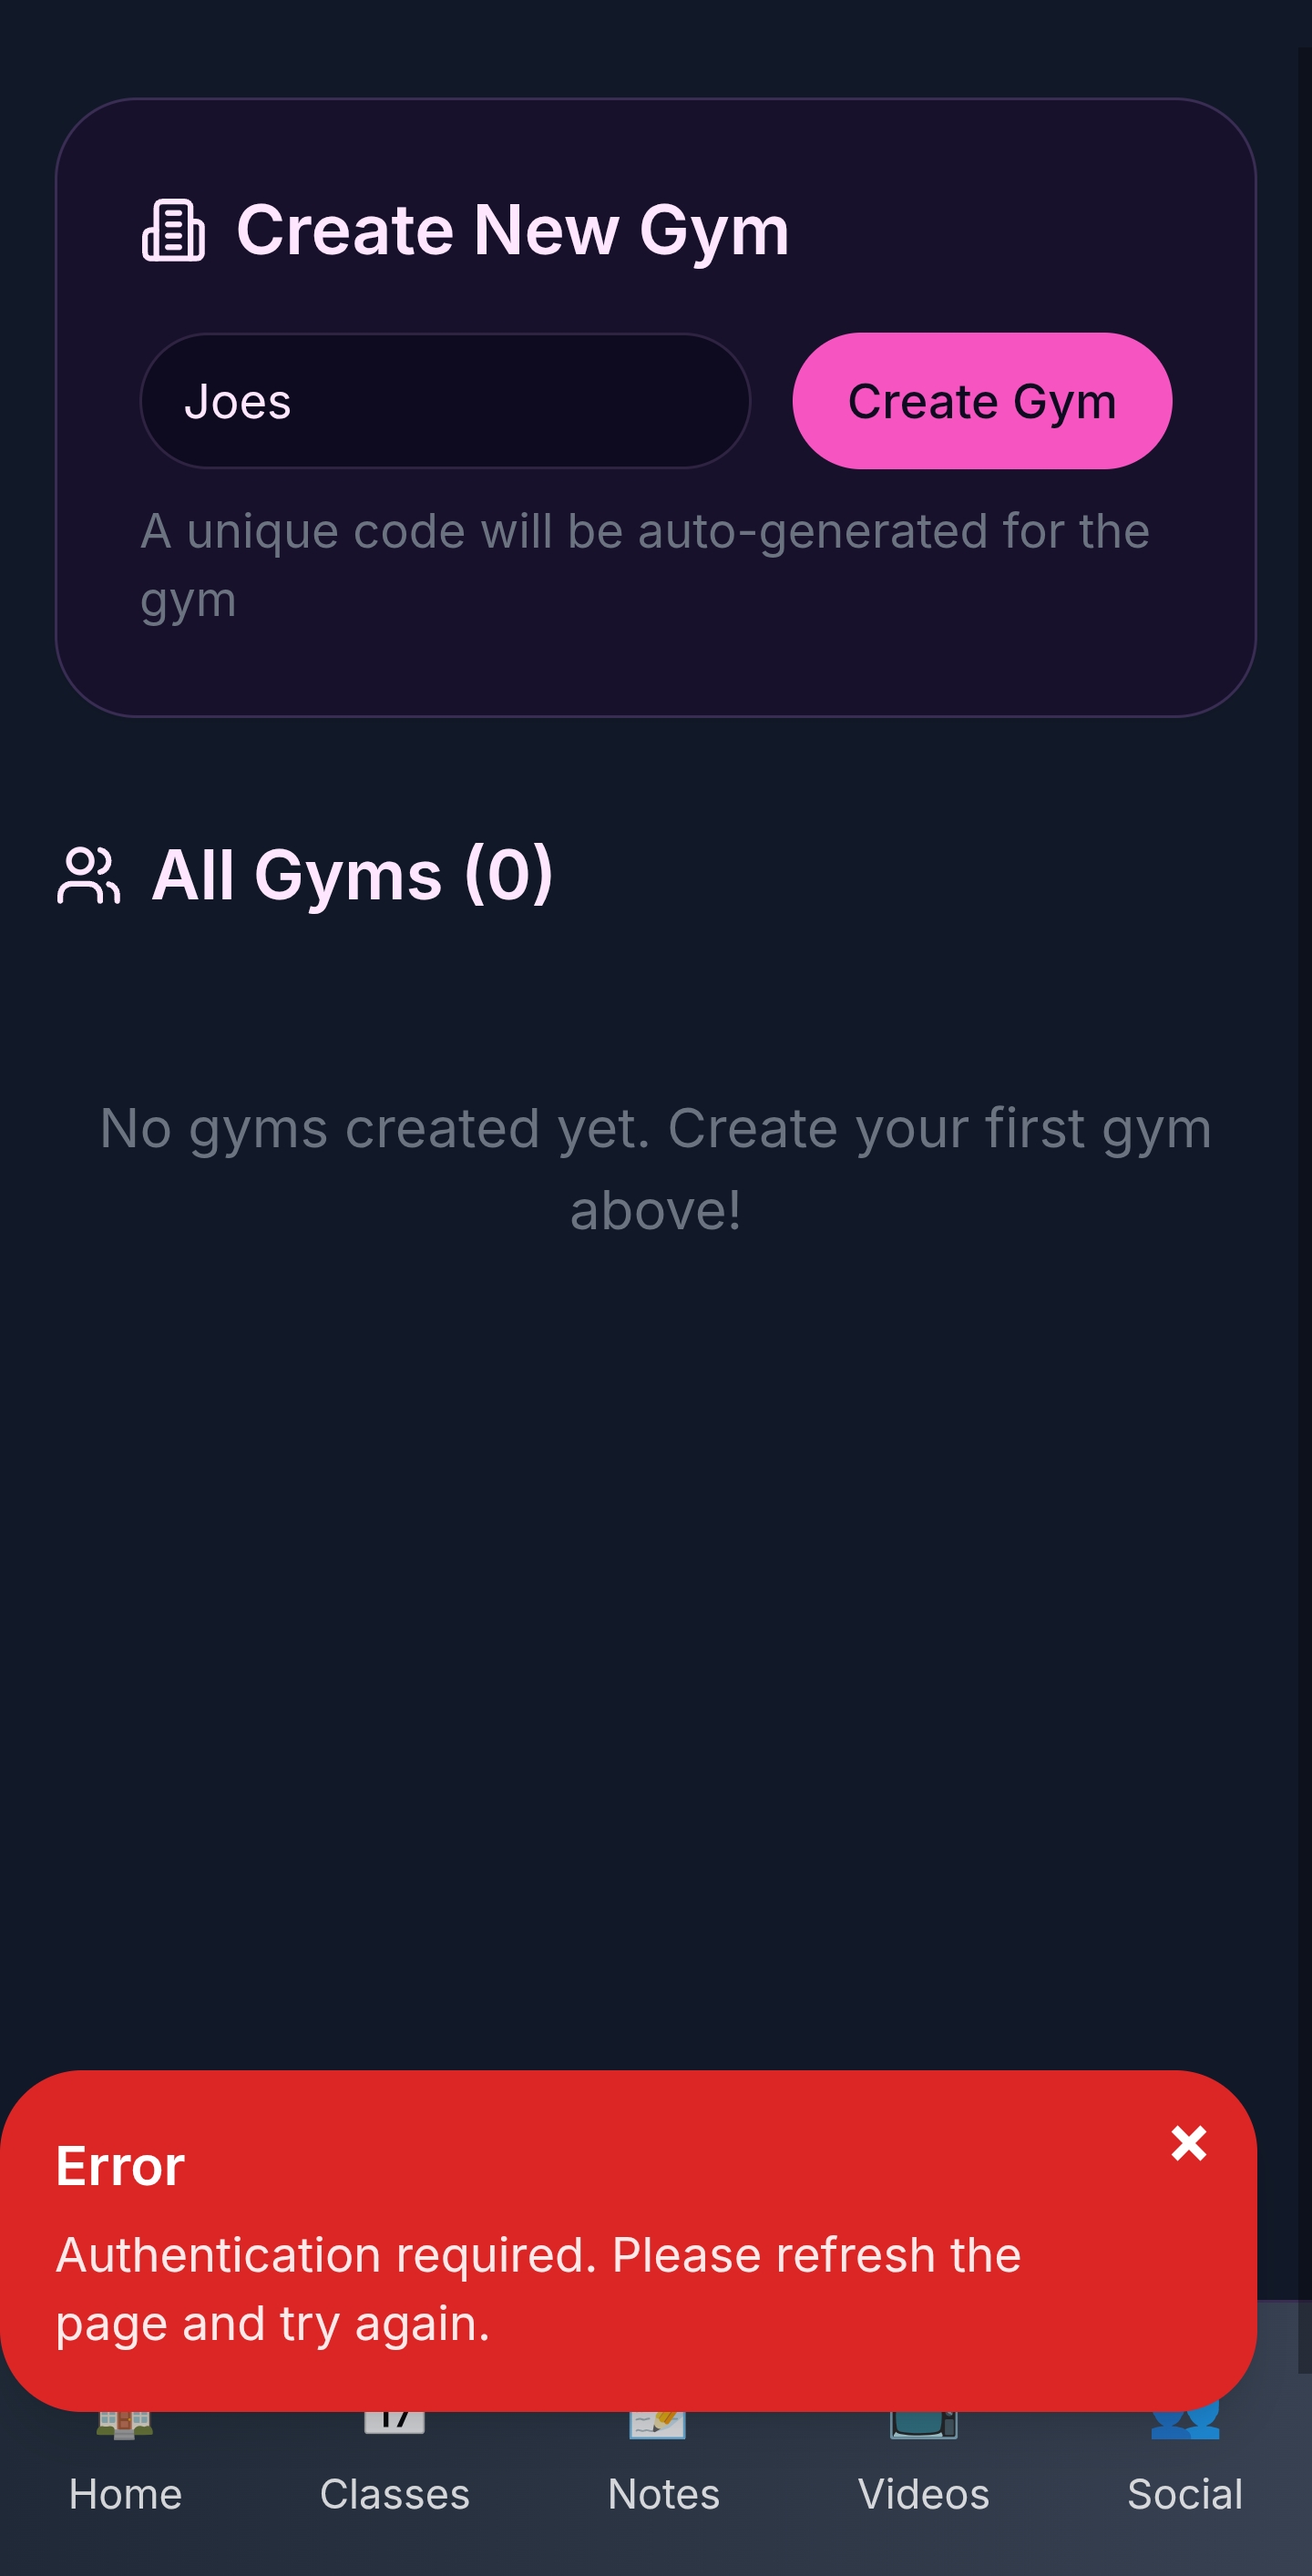 Create New Gym
Joes
Create Gym
A unique code will be auto-generated for the
gym
All Gyms (0)
No gyms created yet. Create your first gym
above!
Error
Authentication required. Please refresh the
page and try again.
17
Home
Classes
Notes
Videos
Social